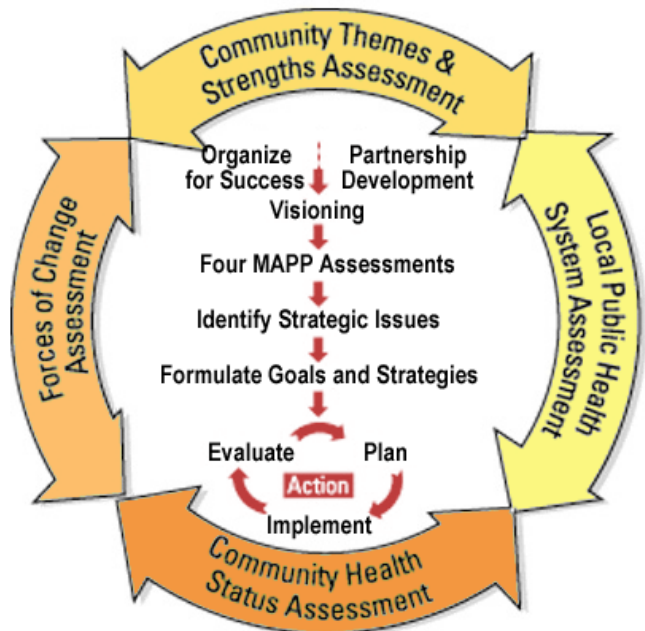 Community Themes &
Strengths Assessment
Organize
for Success
Partnership
Development
Visioning
Four MAPP Assessments
Identify Strategic Issues
Formulate Goals and Strategies
Evaluate
Plan
Action
Implement
Forces of Change
Assessment
Local Public Health
System Assessment
Community Health
Status Assessment